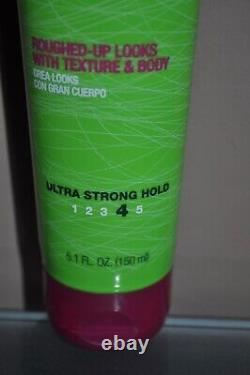 ROUGHED-UP LOOKS
WITH TEXTURE & BODY
CREA LOOKS
CON GRAN CUERPO
ULTRA STRONG HOLD
1 2 3 4 5
5.1 FL. OZ. (150 ml)